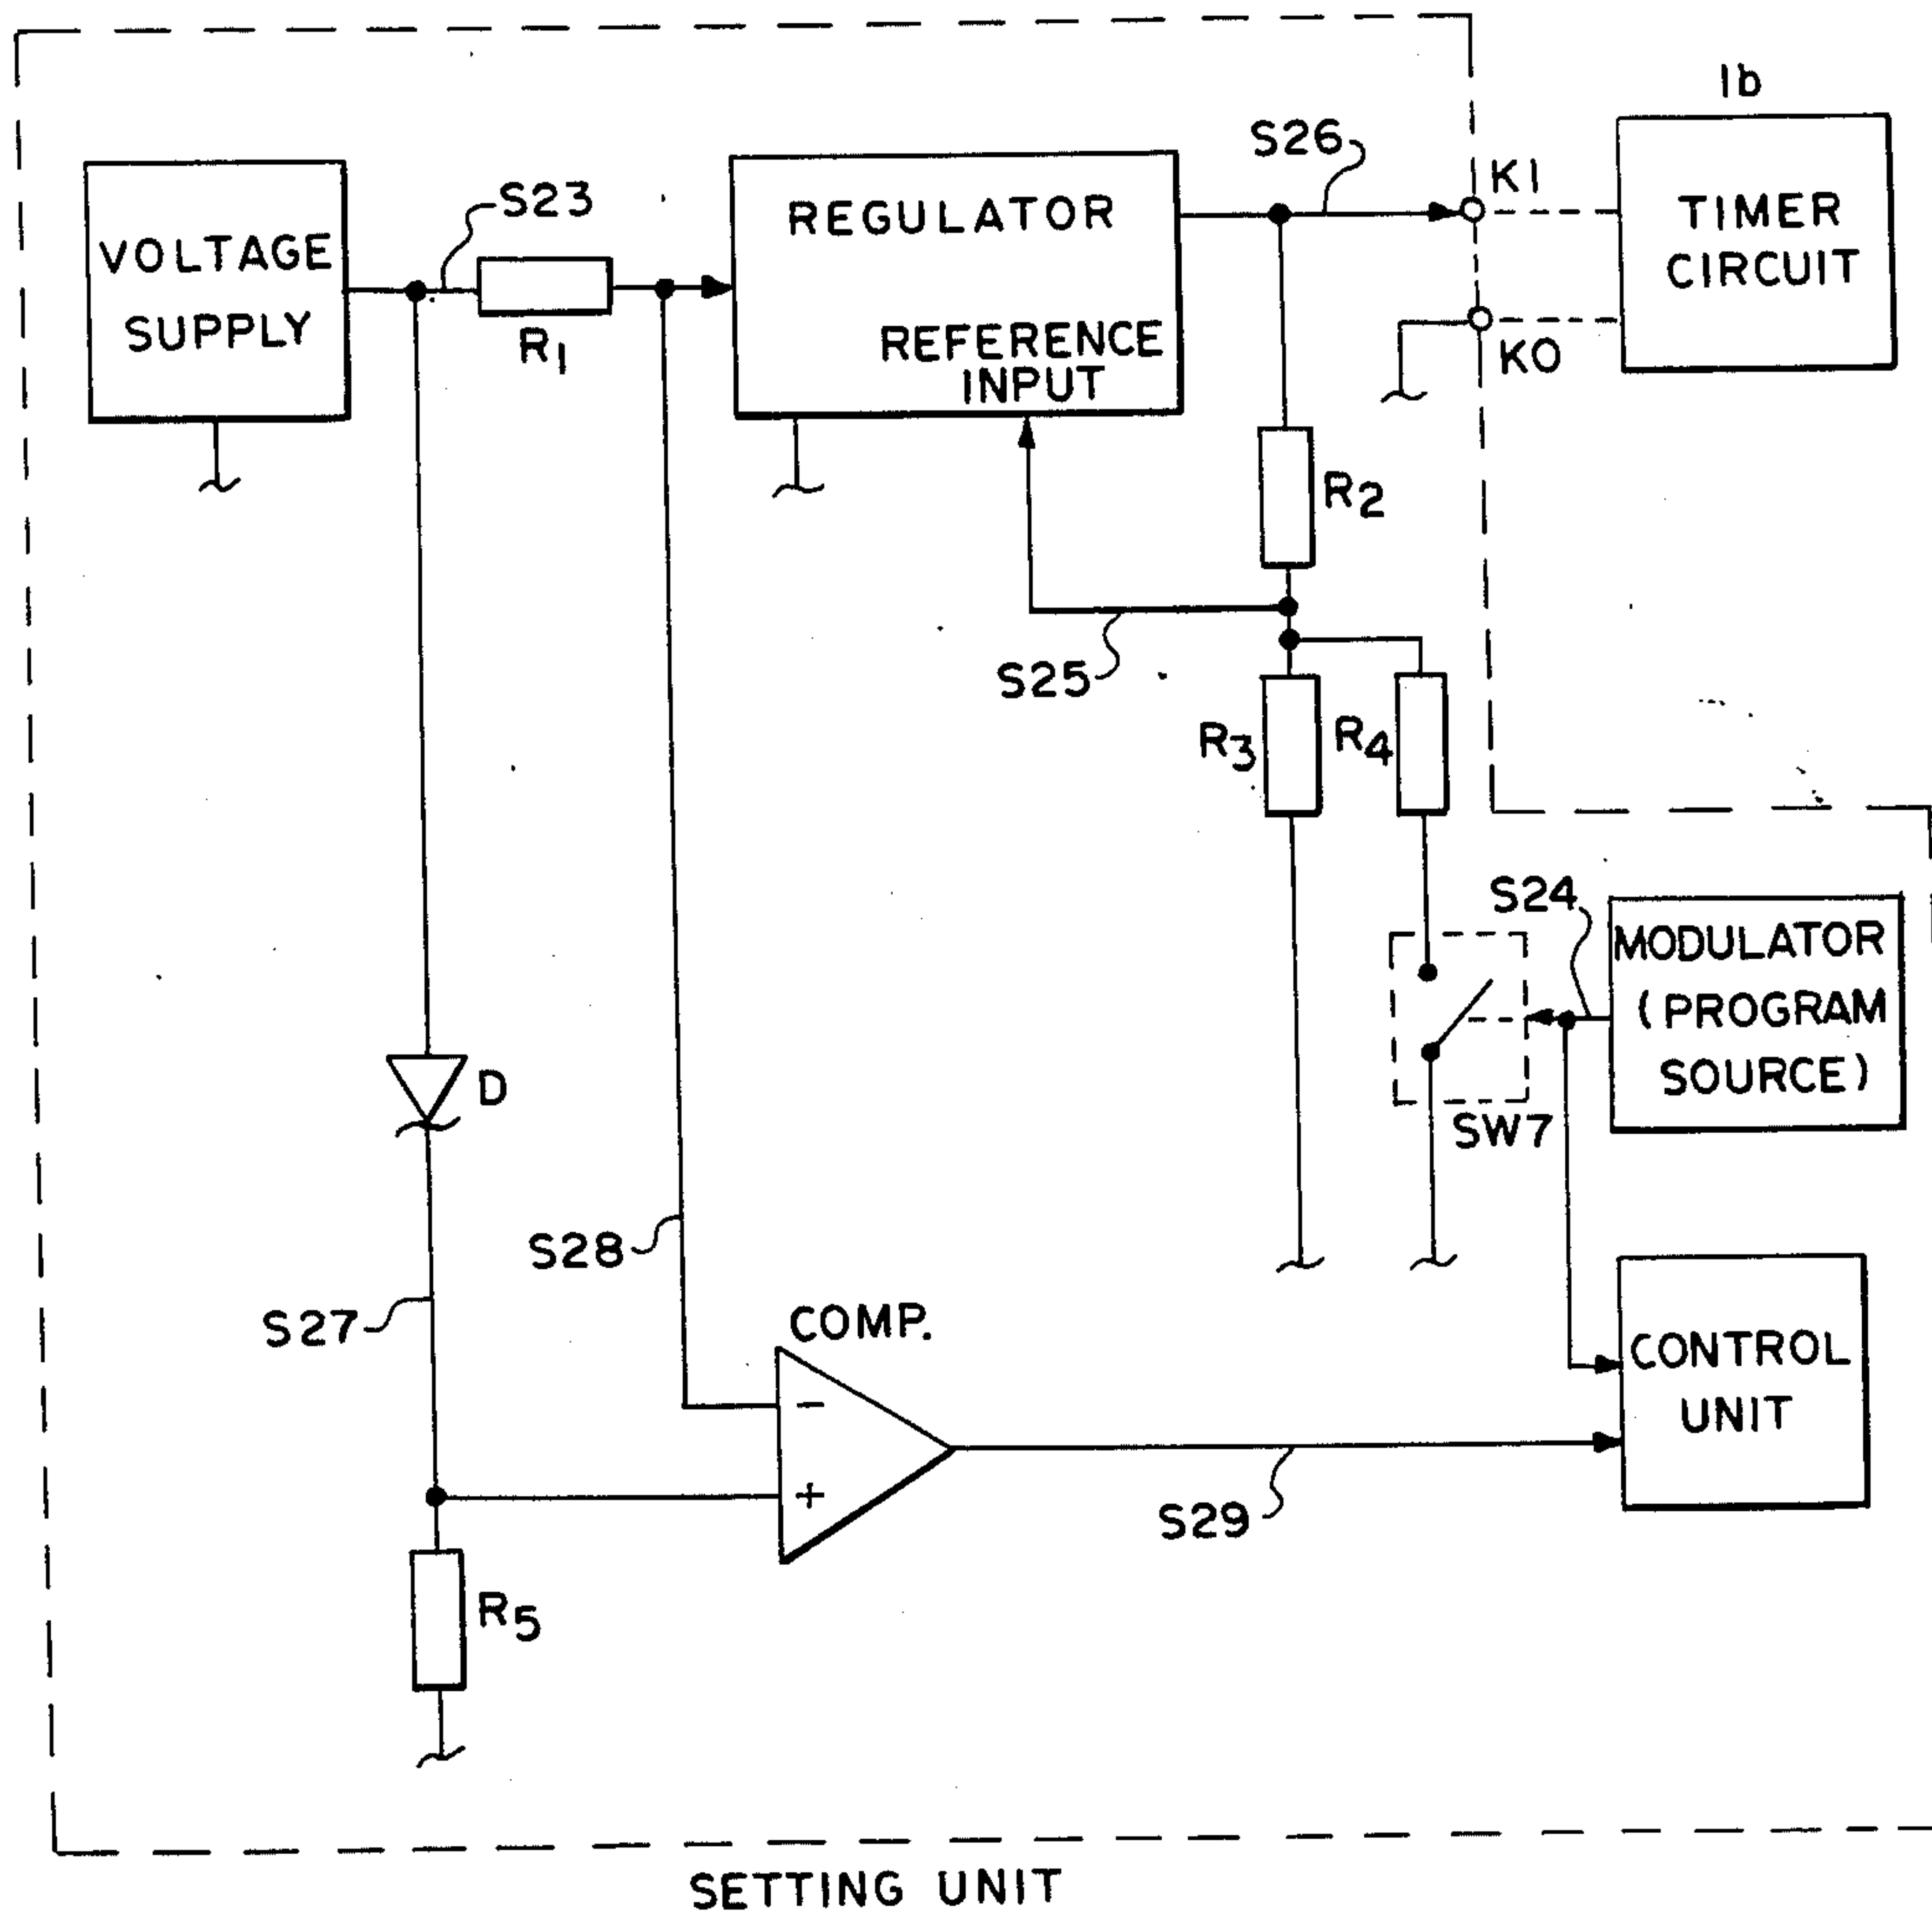 1b
S26
K1
S23
REGULATOR
TIMER
CIRCUIT
VOLTAGE
SUPPLY
R1
REFERENCE
INPUT
K0
R2
S25
R3
R4
S24
MODULATOR
(PROGRAM
SOURCE)
D
SW7
S28
S27
COMP.
CONTROL
UNIT
-
+
S29
R5
SETTING UNIT